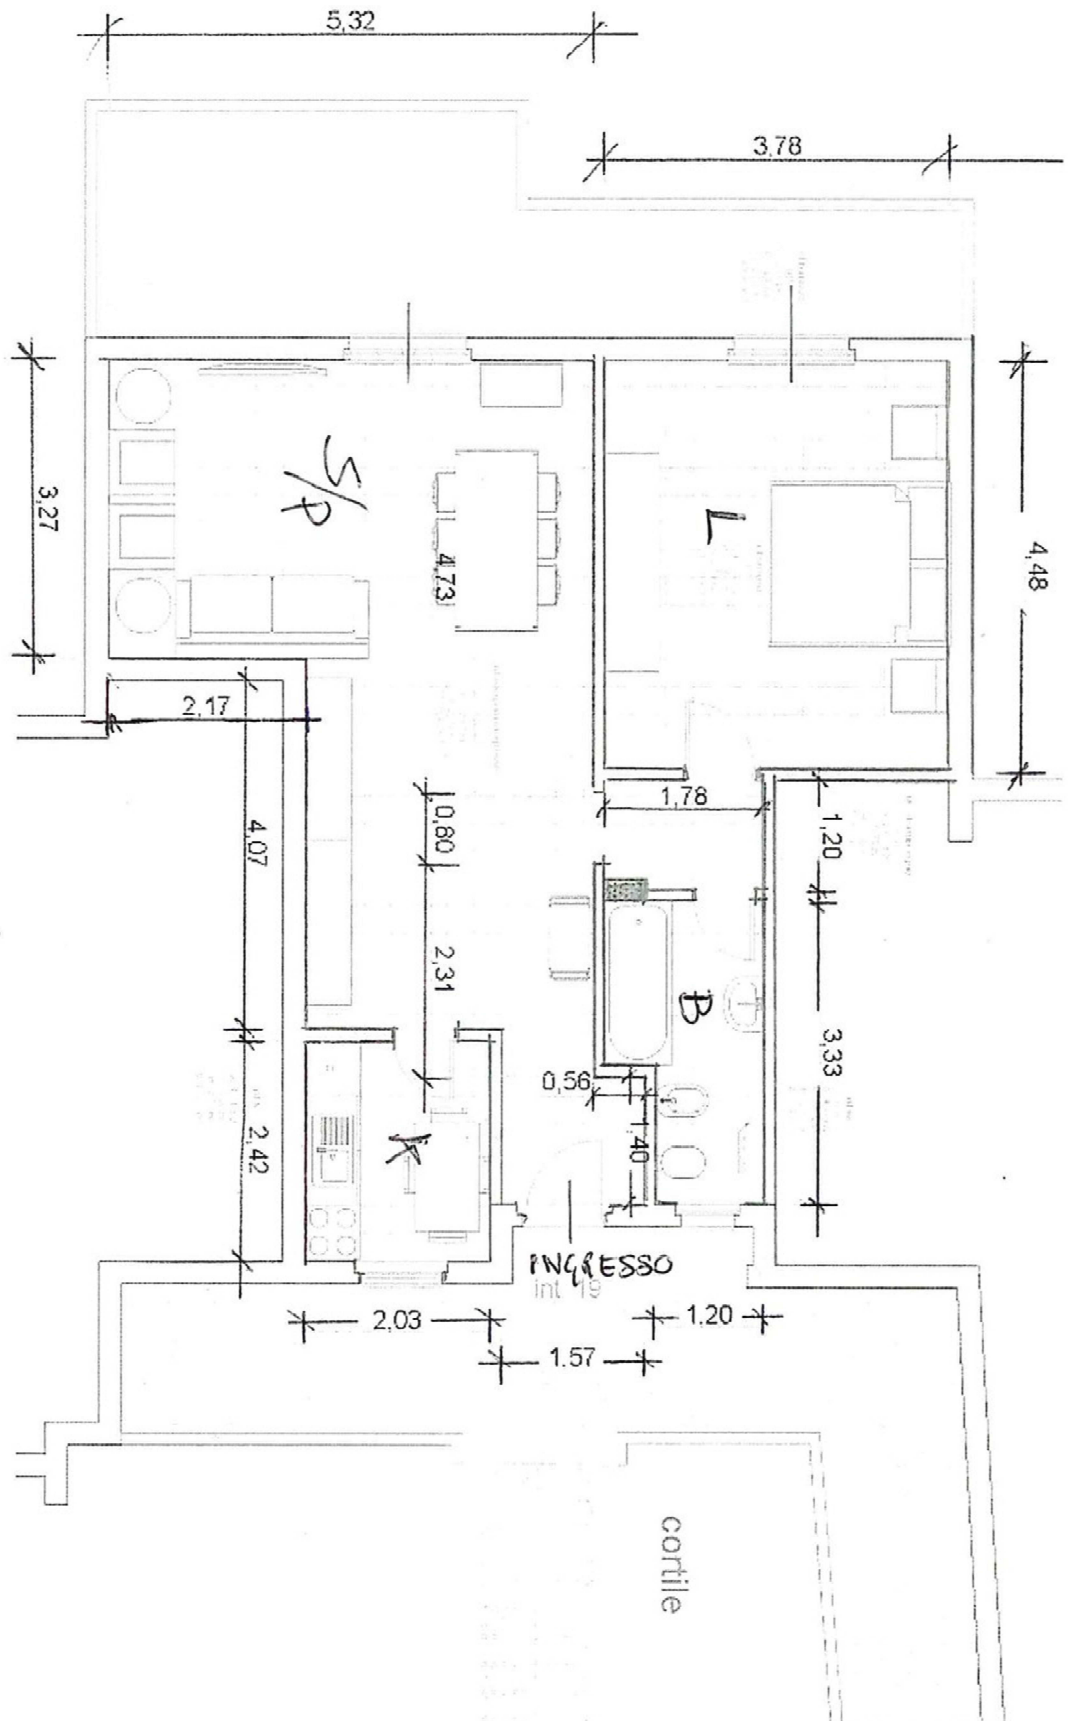 5,32
3,78
3,27
S/P
4,73
L
4,48
2,17
4,07
0,80
2,31
1,78
1,20
B
3,33
0,56
1,40
2,42
K
INGRESSO
int 19
2,03
1.57
1,20
cortile